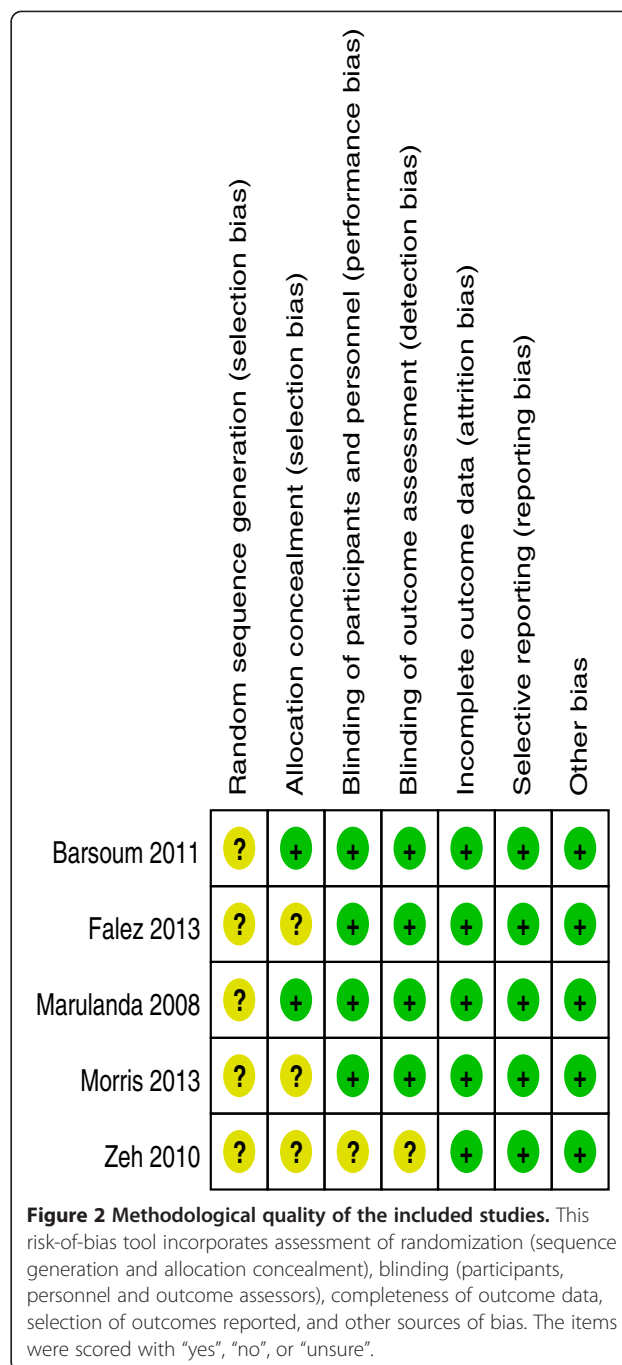 Random sequence generation (selection bias)
Allocation concealment (selection bias)
Blinding of participants and personnel (performance bias)
Blinding of outcome assessment (detection bias)
Incomplete outcome data (attrition bias)
Selective reporting (reporting bias)
Other bias
Barsoum 2011 ? + + + + + +
Falez 2013 ? ? + + + + +
Marulanda 2008 ? + + + + + +
Morris 2013 ? ? + + + + +
Zeh 2010 ? ? ? ? + + +
Figure 2 Methodological quality of the included studies. This
risk-of-bias tool incorporates assessment of randomization (sequence
generation and allocation concealment), blinding (participants,
personnel and outcome assessors), completeness of outcome data,
selection of outcomes reported, and other sources of bias. The items
were scored with “yes”, “no”, or “unsure”.